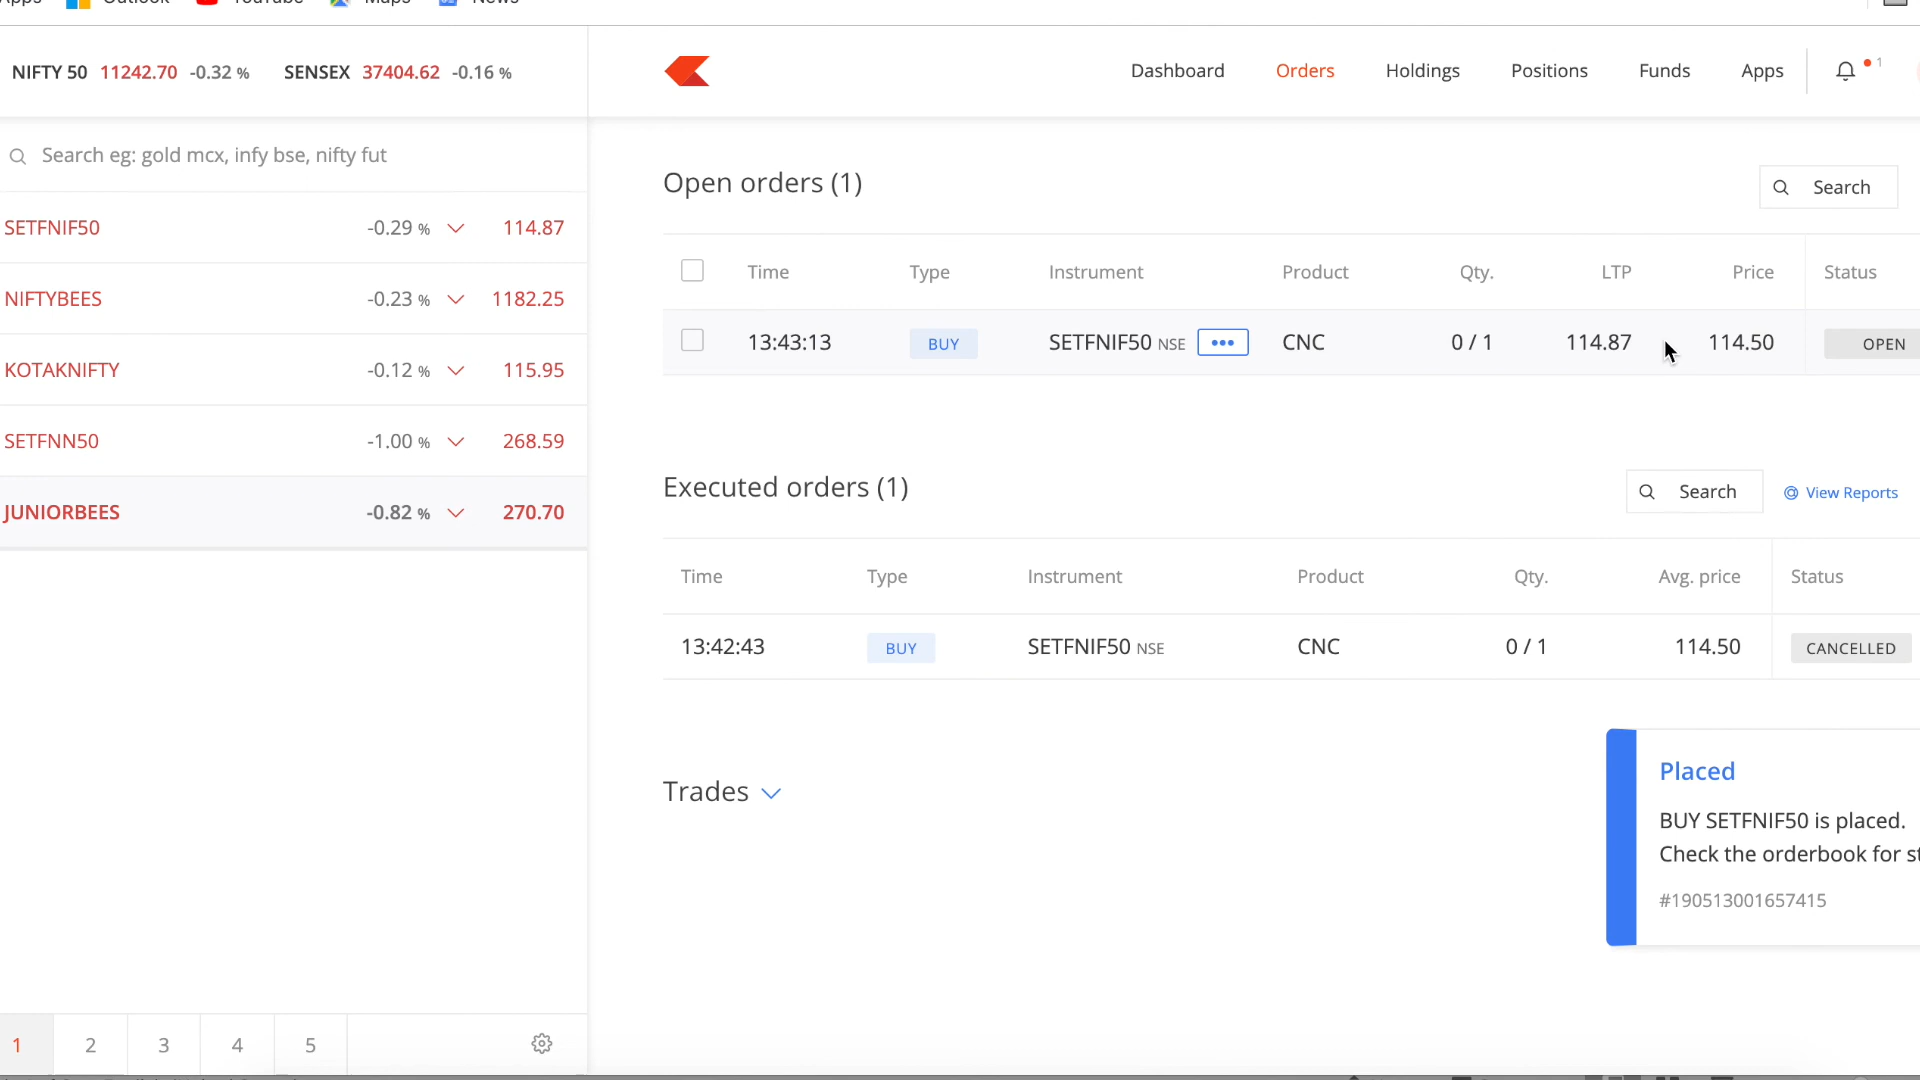 Outlook YouTube Maps News
NIFTY 50 11242.70 -0.32 % SENSEX 37404.62 -0.16 %
Dashboard Orders Holdings Positions Funds Apps 1
Search eg: gold mcx, infy bse, nifty fut
SETFNIF50 -0.29 % 114.87
NIFTYBEES -0.23 % 1182.25
KOTAKNIFTY -0.12 % 115.95
SETFNN50 -1.00 % 268.59
JUNIORBEES -0.82 % 270.70
1 2 3 4 5
Open orders (1) Search
Time Type Instrument Product Qty. LTP Price Status
13:43:13 BUY SETFNIF50 NSE ••• CNC 0 / 1 114.87 114.50 OPEN
Executed orders (1) Search View Reports
Time Type Instrument Product Qty. Avg. price Status
13:42:43 BUY SETFNIF50 NSE CNC 0 / 1 114.50 CANCELLED
Trades
Placed
BUY SETFNIF50 is placed.
Check the orderbook for st
#190513001657415